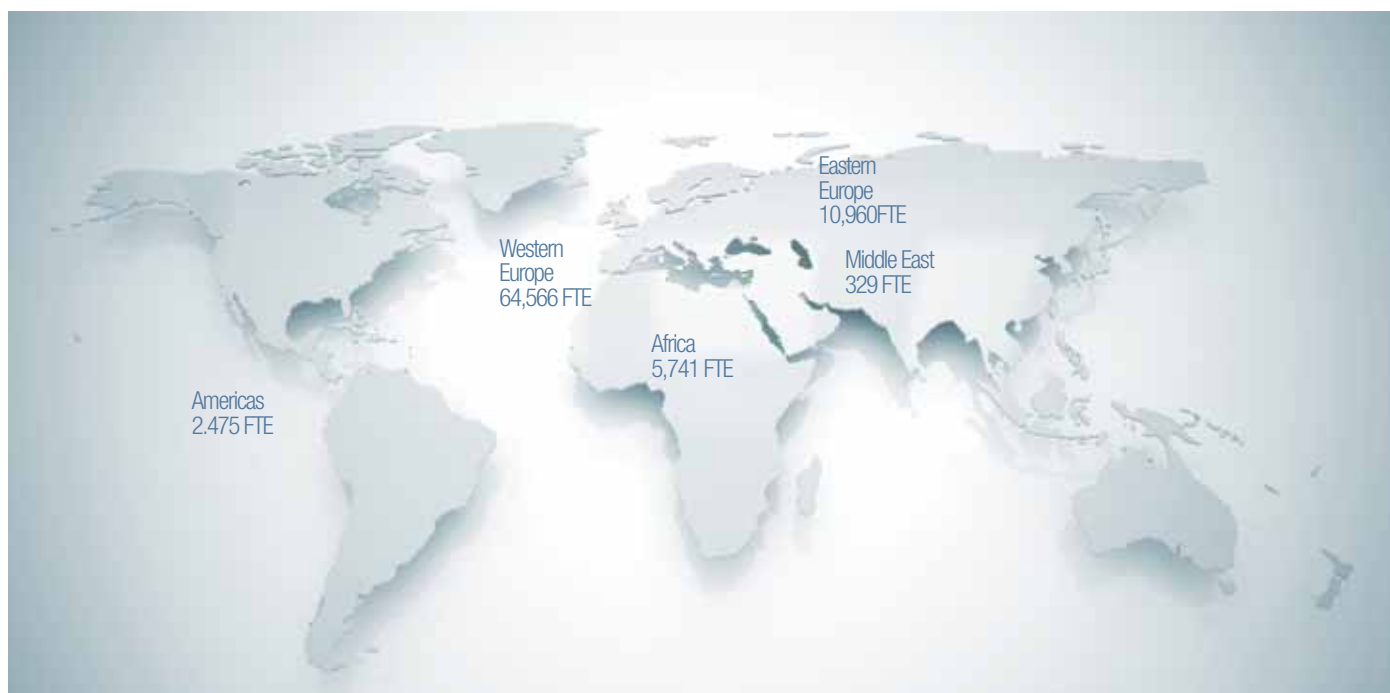 Eastern
Europe
10,960FTE
Western
Europe
64,566 FTE
Middle East
329 FTE
Africa
5,741 FTE
Americas
2.475 FTE